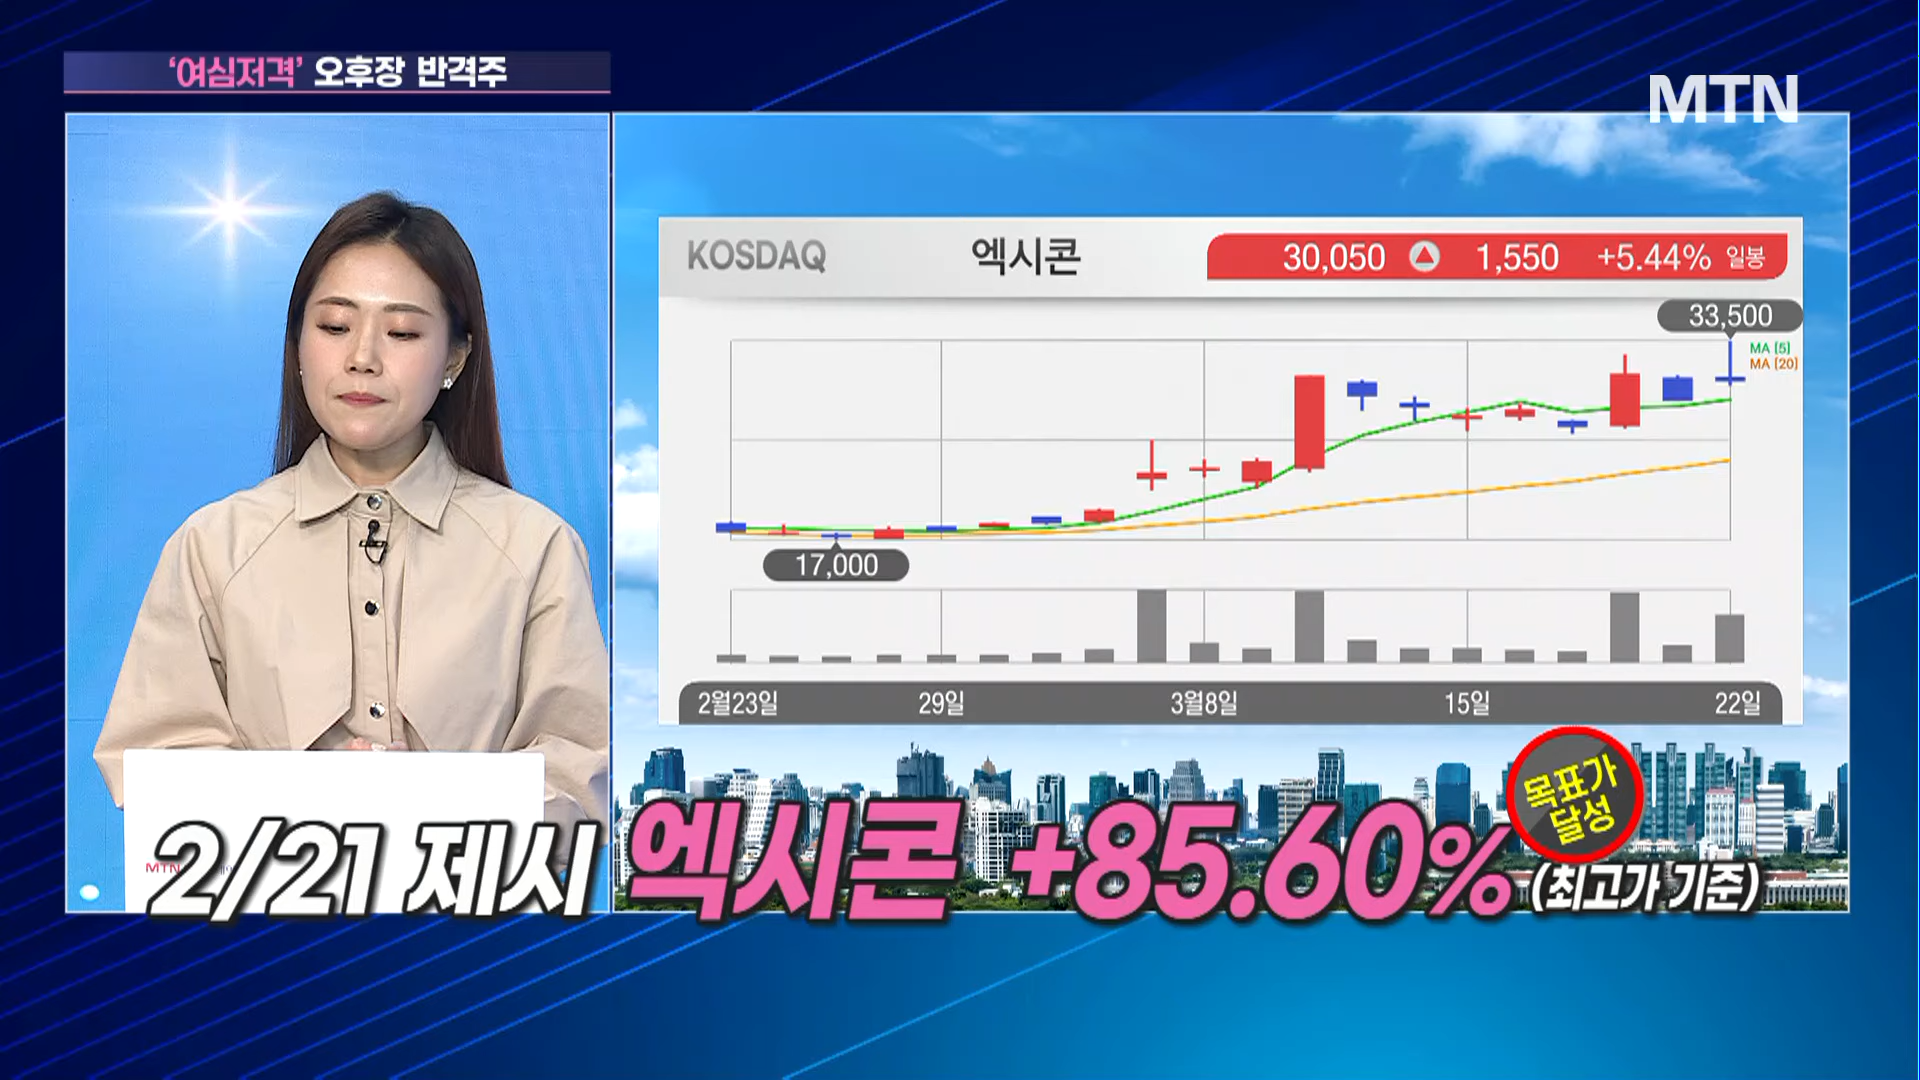 ‘여심저격’ 오후장 반격주
MTN
KOSDAQ 엑시콘 30,050 ▲ 1,550 +5.44% 일봉
33,500
MA (5)
MA (20)
17,000
2월23일 29일 3월8일 15일 22일
목표가
달성
MTN
2/21 제시 엑시콘 +85.60% (최고가 기준)